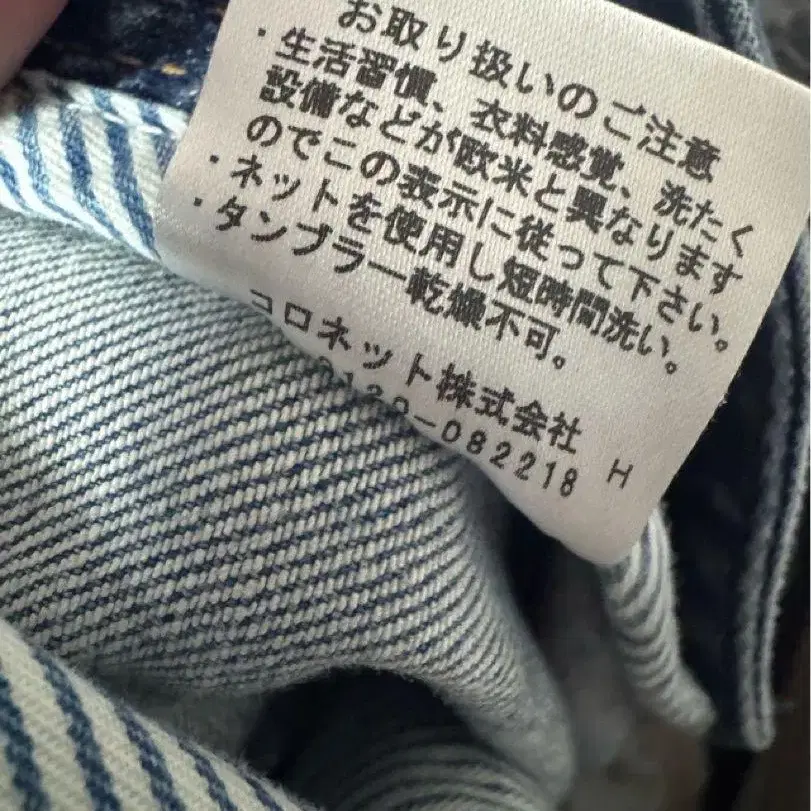 お取り扱いのご注意
・生活習慣、衣料感覚、洗たく
設備などが欧米と異なります
のでこの表示に従って下さい。
・ネットを使用し短時間洗い。
・タンブラー乾燥不可。
コロネット株式会社
0120-082218 H